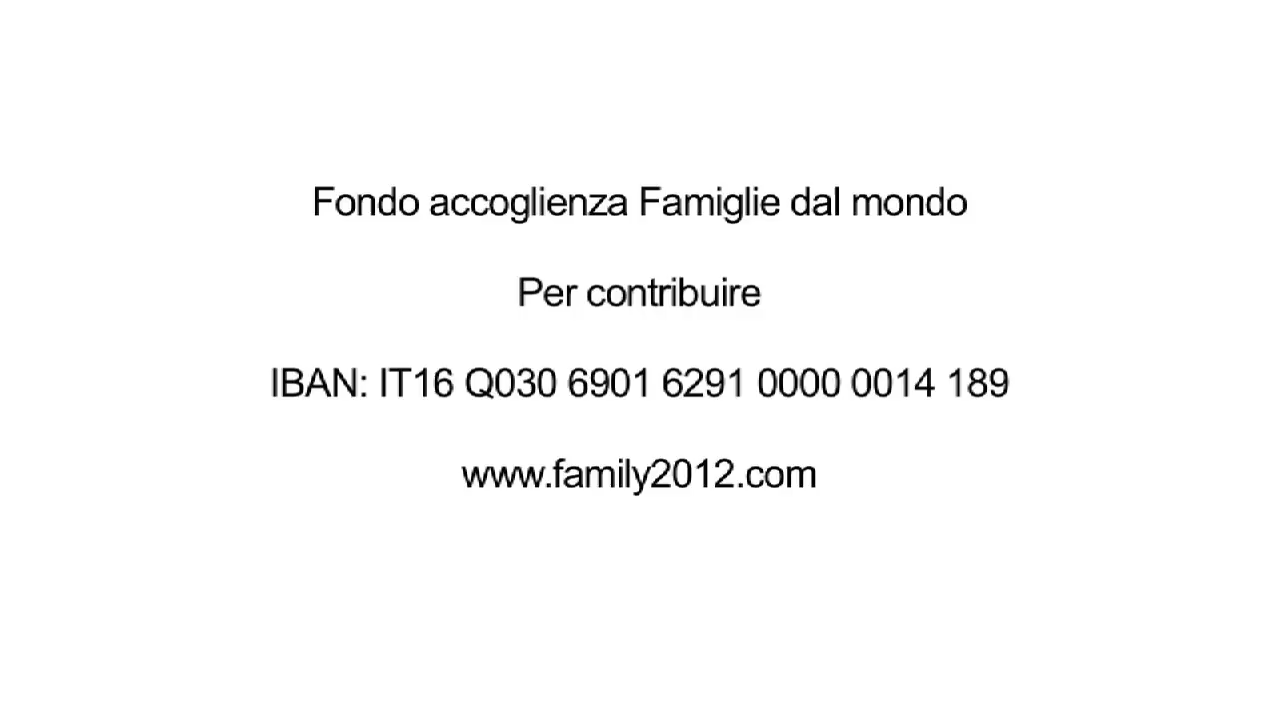 Fondo accoglienza Famiglie dal mondo
Per contribuire
IBAN: IT16 Q030 6901 6291 0000 0014 189
www.family2012.com